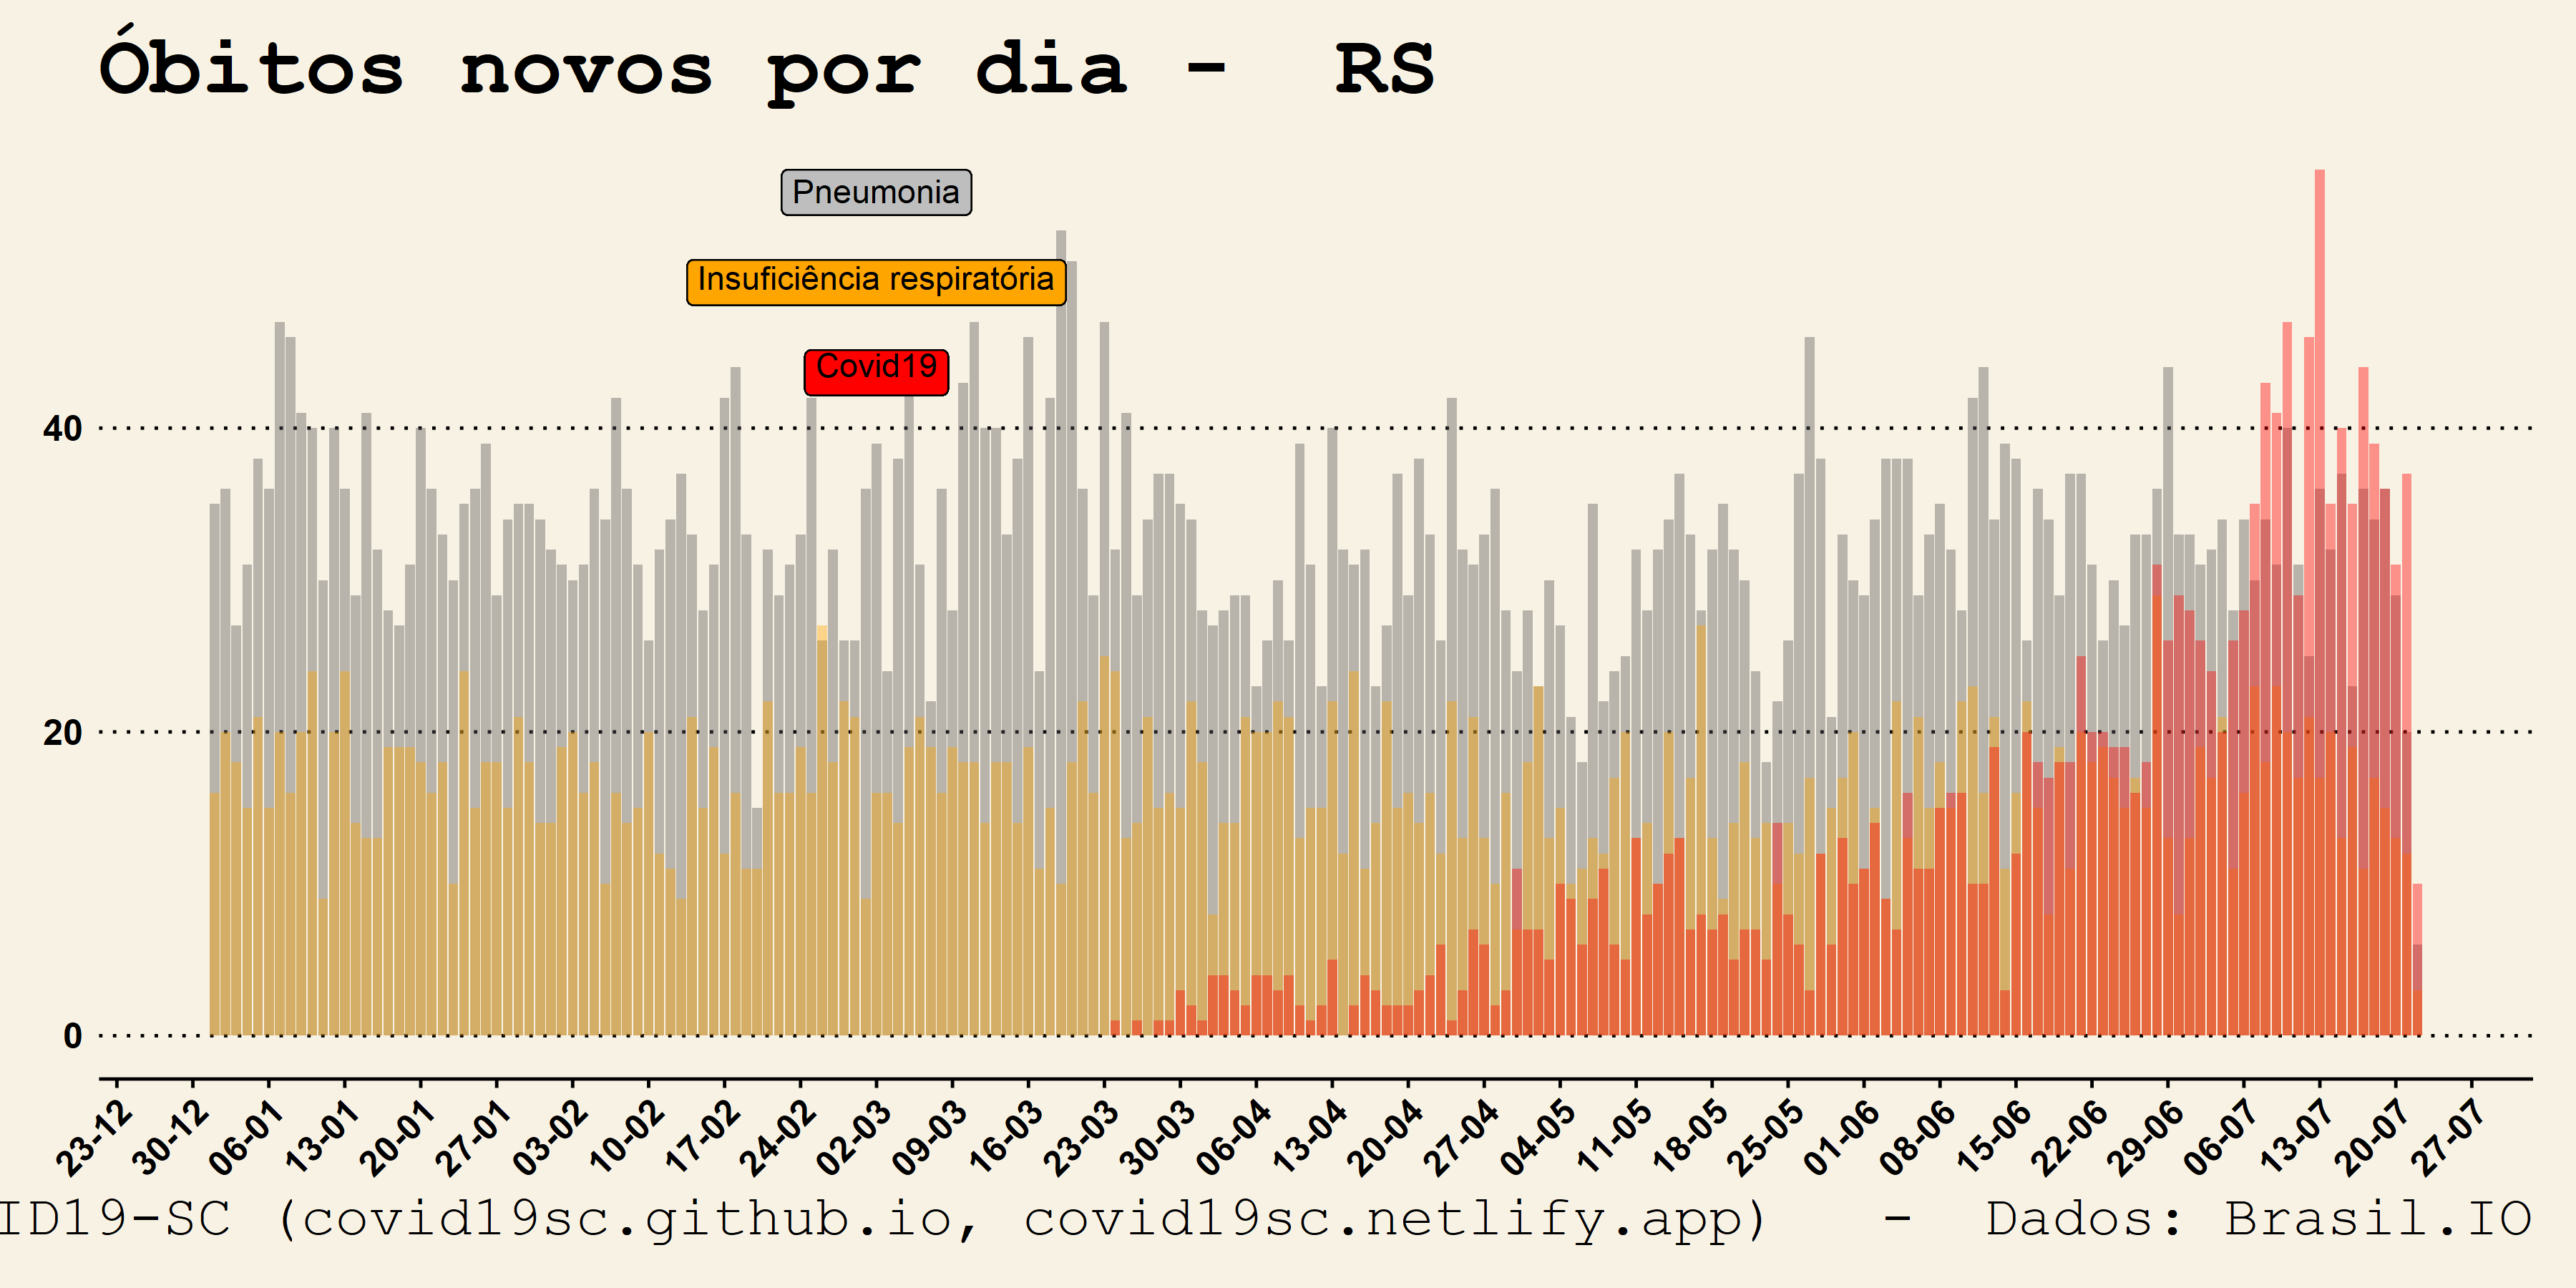 Óbitos novos por dia - RS
Pneumonia
Insuficiência respiratória
Covid19
40
20
0
23-12 30-12 06-01 13-01 20-01 27-01 03-02 10-02 17-02 24-02 02-03 09-03 16-03 23-03 30-03 06-04 13-04 20-04 27-04 04-05 11-05 18-05 25-05 01-06 08-06 15-06 22-06 29-06 06-07 13-07 20-07 27-07
ID19-SC (covid19sc.github.io, covid19sc.netlify.app) - Dados: Brasil.IO